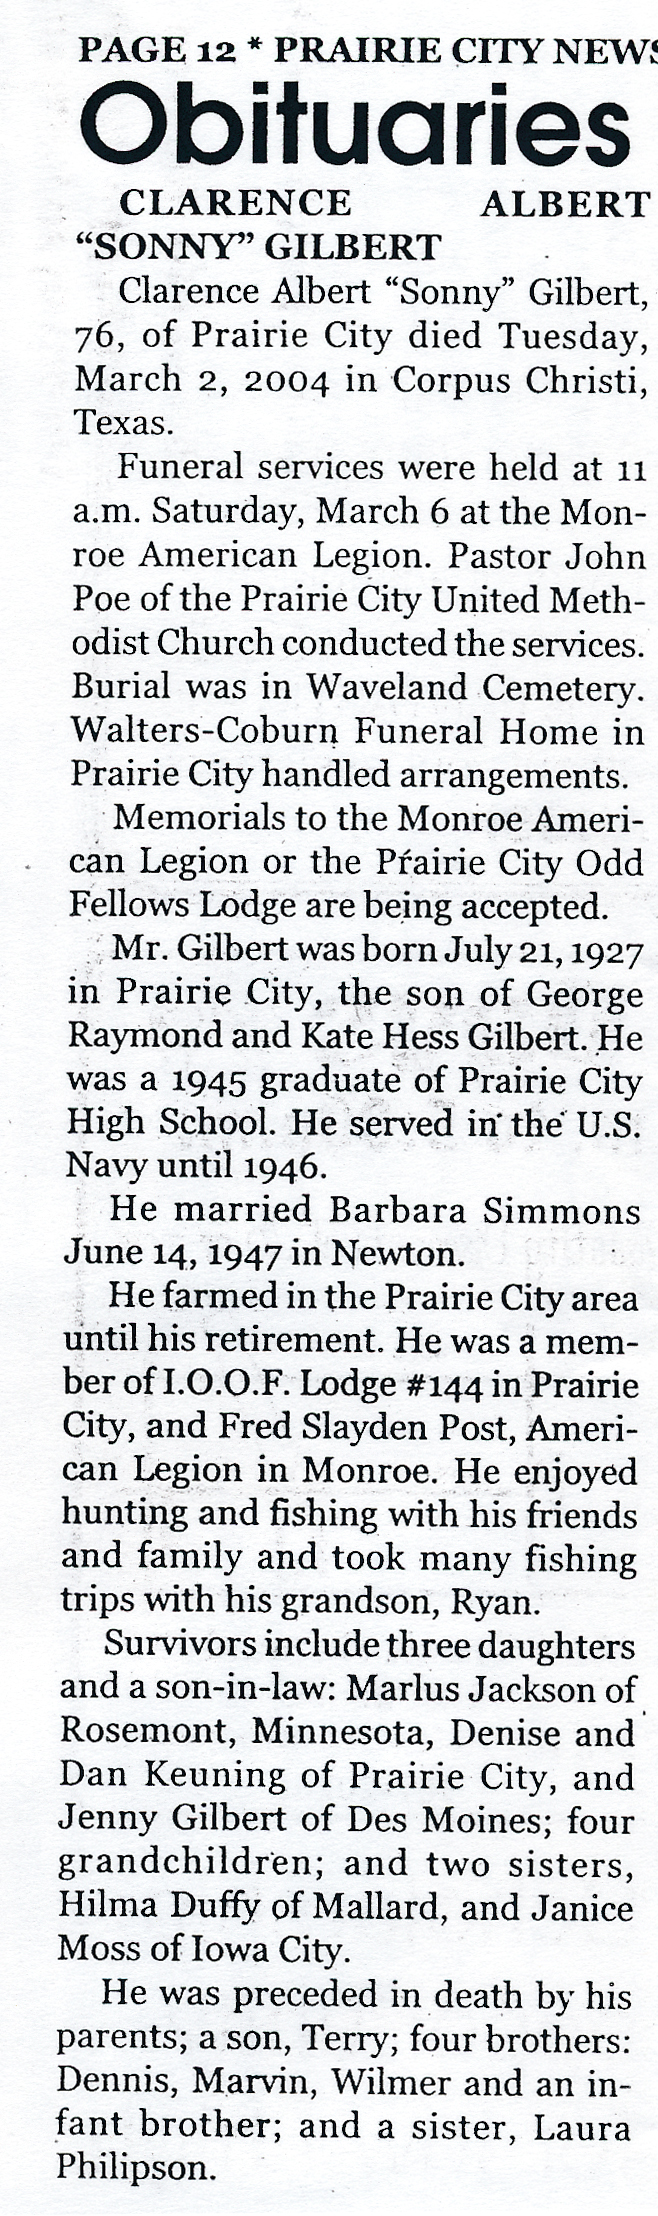 PAGE 12 * PRAIRIE CITY NEWS
Obituaries
CLARENCE ALBERT
“SONNY” GILBERT
Clarence Albert “Sonny” Gilbert,
76, of Prairie City died Tuesday,
March 2, 2004 in Corpus Christi,
Texas.
Funeral services were held at 11
a.m. Saturday, March 6 at the Mon-
roe American Legion. Pastor John
Poe of the Prairie City United Meth-
odist Church conducted the services.
Burial was in Waveland Cemetery.
Walters-Coburn Funeral Home in
Prairie City handled arrangements.
Memorials to the Monroe Ameri-
can Legion or the Prairie City Odd
Fellows Lodge are being accepted.
Mr. Gilbert was born July 21, 1927
in Prairie City, the son of George
Raymond and Kate Hess Gilbert. He
was a 1945 graduate of Prairie City
High School. He served in the U.S.
Navy until 1946.
He married Barbara Simmons
June 14, 1947 in Newton.
He farmed in the Prairie City area
until his retirement. He was a mem-
ber of I.O.O.F. Lodge #144 in Prairie
City, and Fred Slayden Post, Ameri-
can Legion in Monroe. He enjoyed
hunting and fishing with his friends
and family and took many fishing
trips with his grandson, Ryan.
Survivors include three daughters
and a son-in-law: Marlus Jackson of
Rosemont, Minnesota, Denise and
Dan Keuning of Prairie City, and
Jenny Gilbert of Des Moines; four
grandchildren; and two sisters,
Hilma Duffy of Mallard, and Janice
Moss of Iowa City.
He was preceded in death by his
parents; a son, Terry; four brothers:
Dennis, Marvin, Wilmer and an in-
fant brother; and a sister, Laura
Philipson.